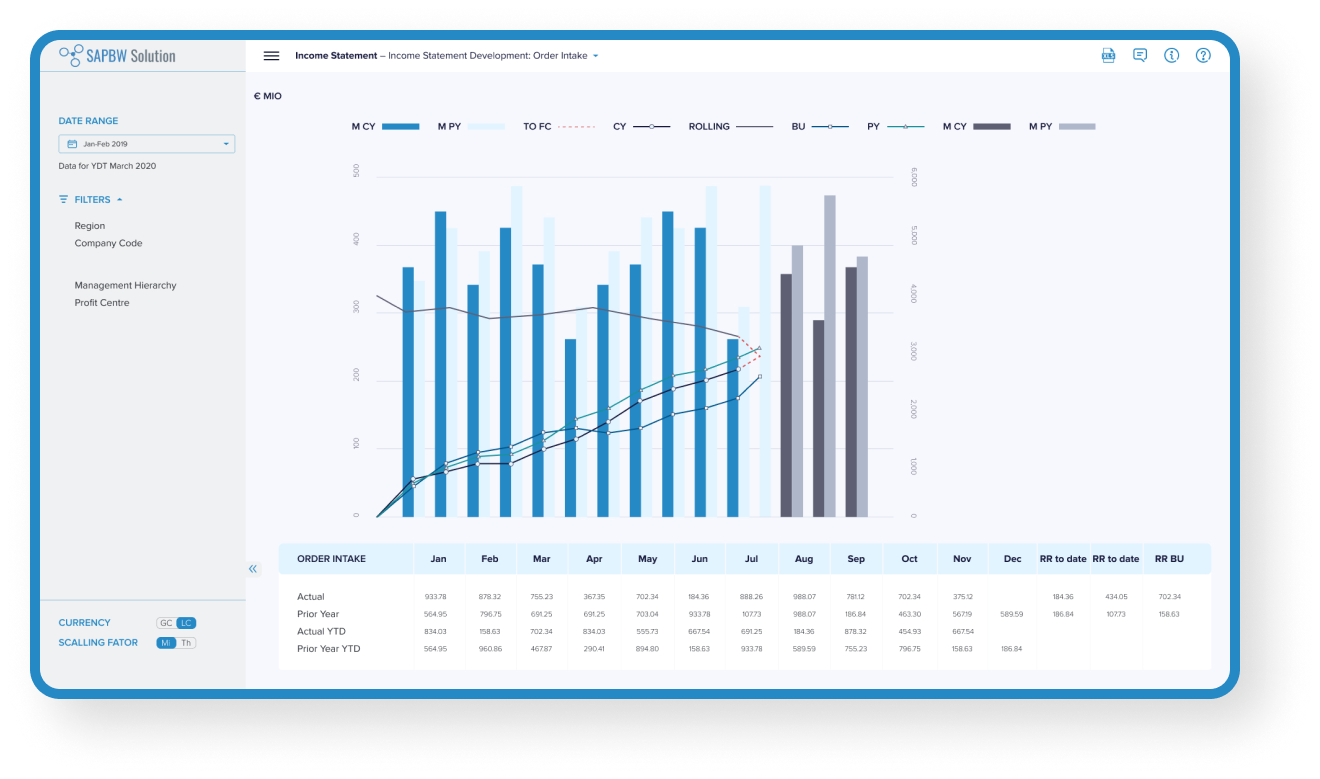 SAPBW Solution
Income Statement – Income Statement Development: Order Intake
XLS
€ MIO
DATE RANGE
Jan-Feb 2019
Data for YDT March 2020
FILTERS
Region
Company Code
Management Hierarchy
Profit Centre
M CY M PY TO FC CY ROLLING BU PY M CY M PY
500
400
300
200
100
0
6,000
5,000
4,000
3,000
2,000
1,000
0
ORDER INTAKE Jan Feb Mar Apr May Jun Jul Aug Sep Oct Nov Dec RR to date RR to date RR BU
Actual 933.78 878.32 755.23 367.35 702.34 184.36 888.26 988.07 781.12 702.34 375.12 184.36 434.05 702.34
Prior Year 564.95 796.75 691.25 691.25 703.04 933.78 107.73 988.07 186.84 463.30 567.19 589.59 186.84 107.73 158.63
Actual YTD 834.03 158.63 702.34 834.03 555.73 667.54 691.25 184.36 878.32 454.93 667.54
Prior Year YTD 564.95 960.86 467.87 290.41 894.80 158.63 933.78 589.59 755.23 796.75 158.63 186.84
CURRENCY GC LC
SCALLING FATOR Mi Th